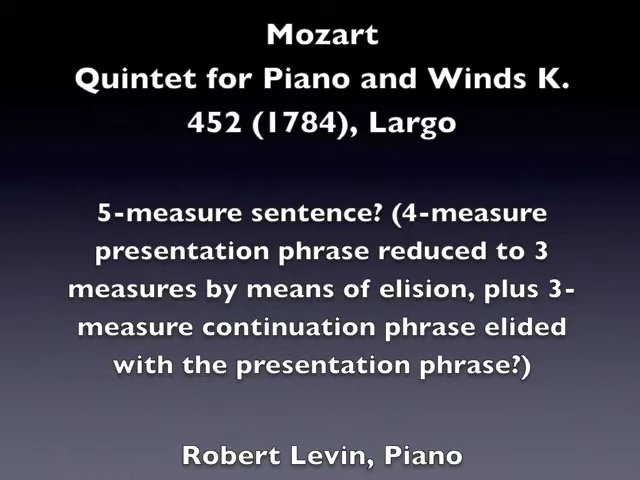 Mozart
Quintet for Piano and Winds K.
452 (1784), Largo
5-measure sentence? (4-measure
presentation phrase reduced to 3
measures by means of elision, plus 3-
measure continuation phrase elided
with the presentation phrase?)
Robert Levin, Piano